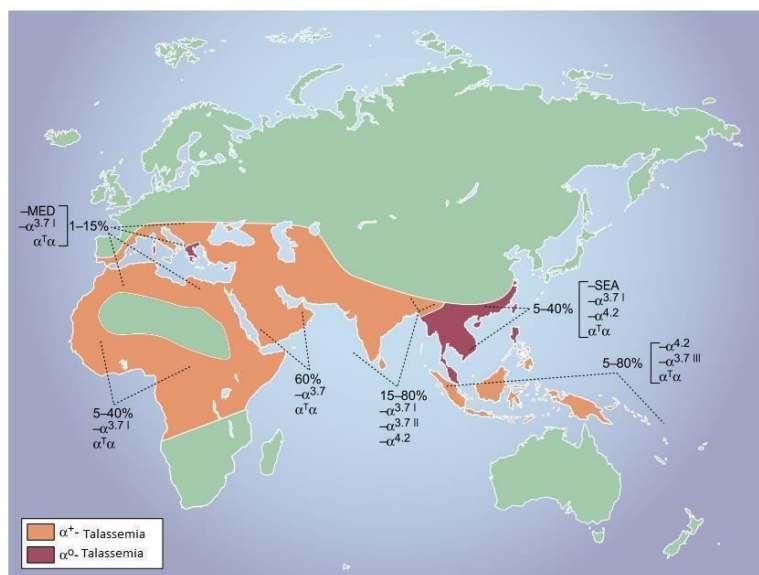 –MED
–α³·⁷ ᴵ
αᵀα
1–15%
5–40%
–α³·⁷ ᴵ
αᵀα
60%
–α³·⁷
αᵀα
15–80%
–α³·⁷ ᴵ
–α³·⁷ ᴵᴵ
–α⁴·²
5–40%
–SEA
–α³·⁷ ᴵ
–α⁴·²
αᵀα
5–80%
–α⁴·²
–α³·⁷ ᴵᴵᴵ
αᵀα
α⁺- Talassemia
α⁰- Talassemia